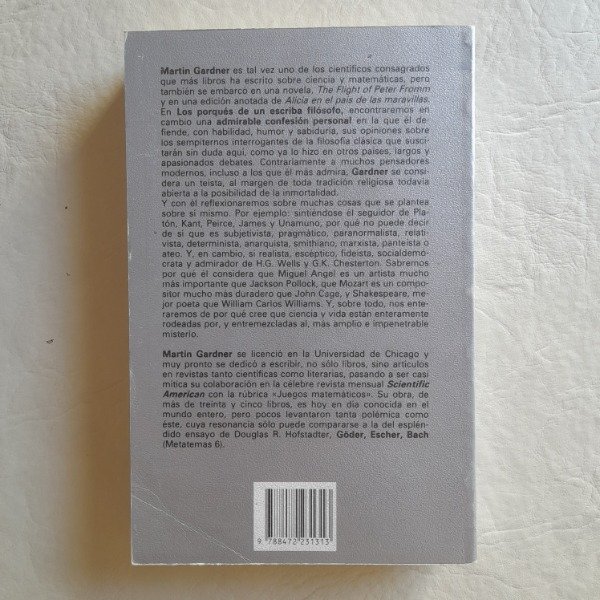 Martin Gardner es tal vez uno de los científicos consagrados
que más libros ha escrito sobre ciencia y matemáticas, pero
también se embarcó en una novela, The Flight of Peter Fromm
y en una edición anotada de Alicia en el país de las maravillas.
En Los porqués de un escriba filósofo, encontraremos en
cambio una admirable confesión personal en la que él de-
fiende, con habilidad, humor y sabiduría, sus opiniones sobre
los sempiternos interrogantes de la filosofía clásica que susci-
tarán sin duda aquí, como ya lo hizo en otros países, largos y
apasionados debates. Contrariamente a muchos pensadores
modernos, incluso a los que él más admira, Gardner se con-
sidera un teísta, al margen de toda tradición religiosa todavía
abierta a la posibilidad de la inmortalidad.
Y con él reflexionaremos sobre muchas cosas que se plantea
sobre sí mismo. Por ejemplo: sintiéndose él seguidor de Pla-
tón, Kant, Peirce, James y Unamuno, por qué no puede decir
de sí que es subjetivista, pragmático, paranormalista, relati-
vista, determinista, anarquista, smithiano, marxista, panteísta o
ateo. Y, en cambio, sí realista, escéptico, fideísta, socialdemó-
crata y admirador de H.G. Wells y G.K. Chesterton. Sabremos
por qué él considera que Miguel Angel es un artista mucho
más importante que Jackson Pollock, que Mozart es un compo-
sitor mucho más duradero que John Cage, y Shakespeare, me-
jor poeta que William Carlos Williams. Y, sobre todo, nos ente-
raremos de por qué cree que ciencia y vida están enteramente
rodeadas por, y entremezcladas al, más amplio e impenetrable
misterio.
Martin Gardner se licenció en la Universidad de Chicago y
muy pronto se dedicó a escribir, no sólo libros, sino artículos
en revistas tanto científicas como literarias, pasando a ser casi
mítica su colaboración en la célebre revista mensual Scientific
American con la rúbrica «Juegos matemáticos». Su obra, de
más de treinta y cinco libros, es hoy en día conocida en el
mundo entero, pero pocos levantaron tanta polémica como
éste, cuya resonancia sólo puede compararse a la del esplén-
dido ensayo de Douglas R. Hofstadter, Göder, Escher, Bach
(Metatemas 6).
9 788472 231313